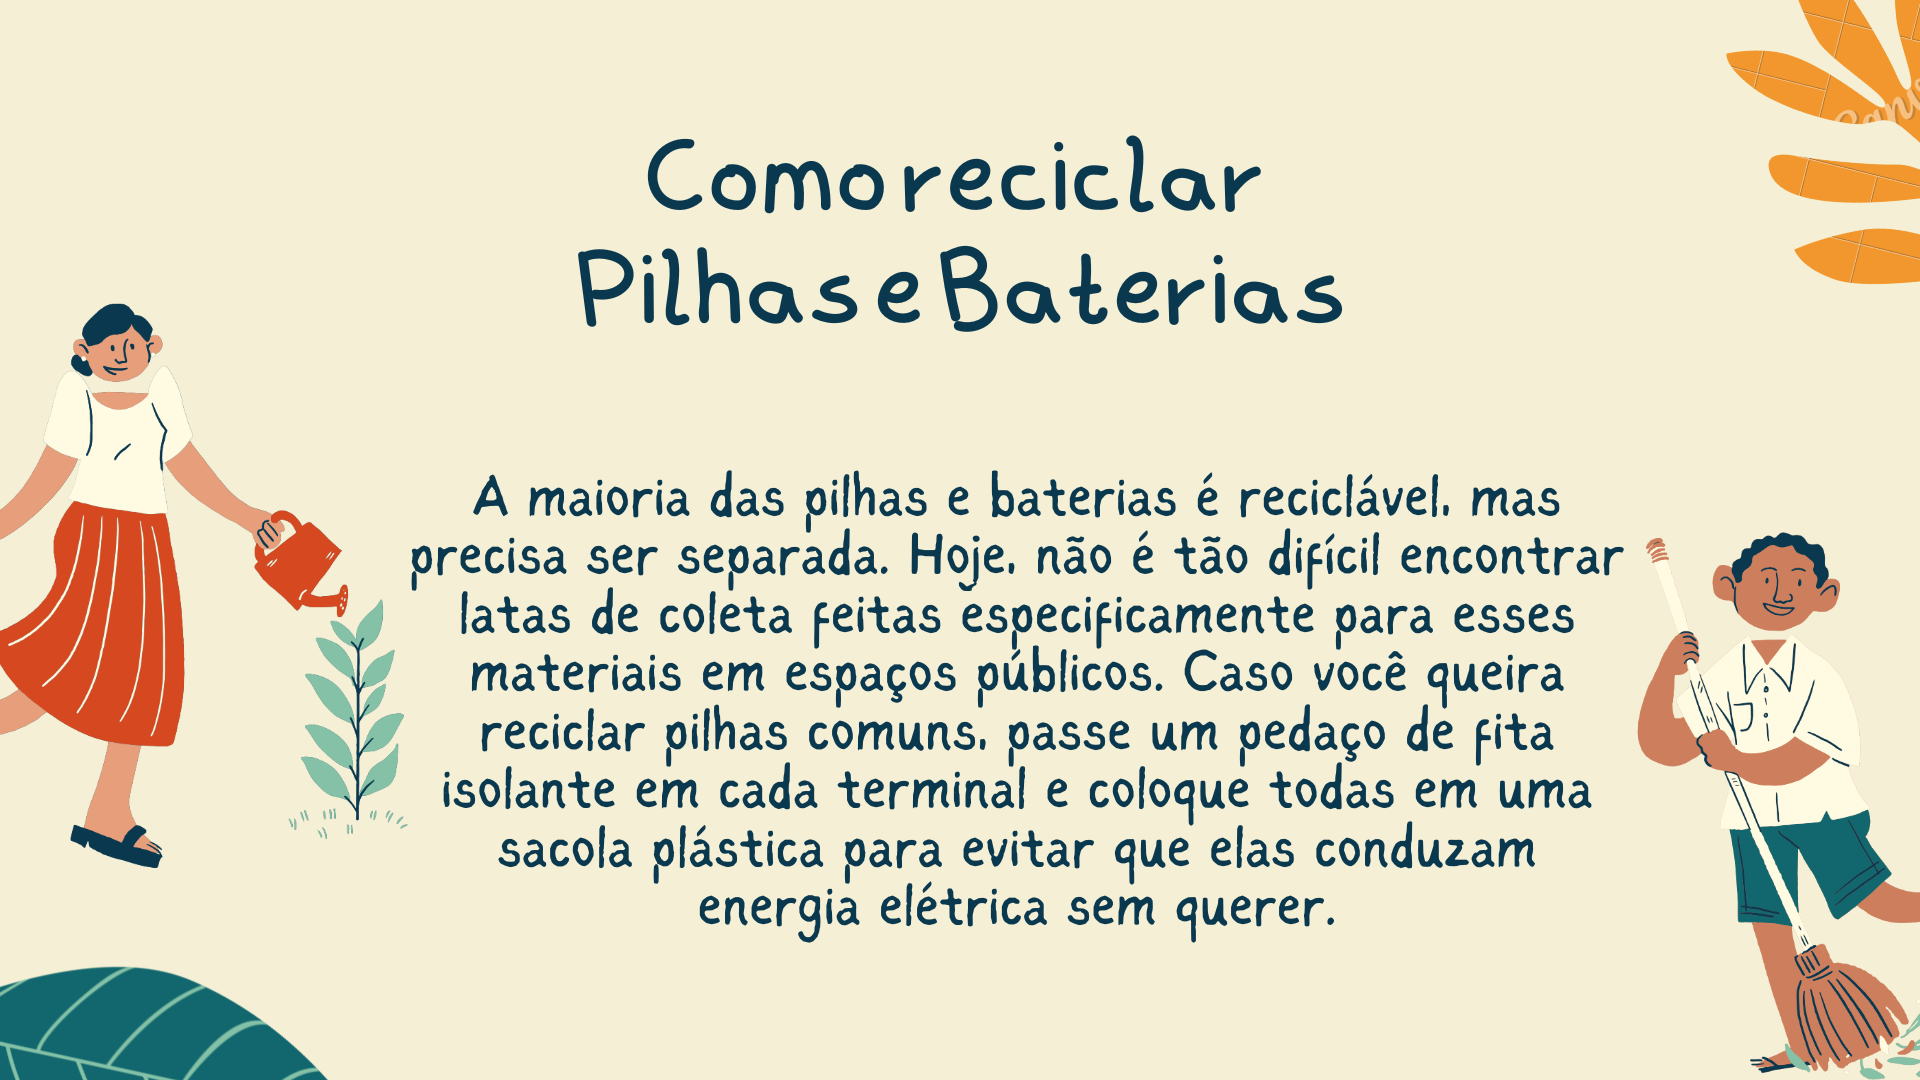 Como reciclar
Pilhas e Baterias
A maioria das pilhas e baterias é reciclável, mas
precisa ser separada. Hoje, não é tão difícil encontrar
latas de coleta feitas especificamente para esses
materiais em espaços públicos. Caso você queira
reciclar pilhas comuns, passe um pedaço de fita
isolante em cada terminal e coloque todas em uma
sacola plástica para evitar que elas conduzam
energia elétrica sem querer.